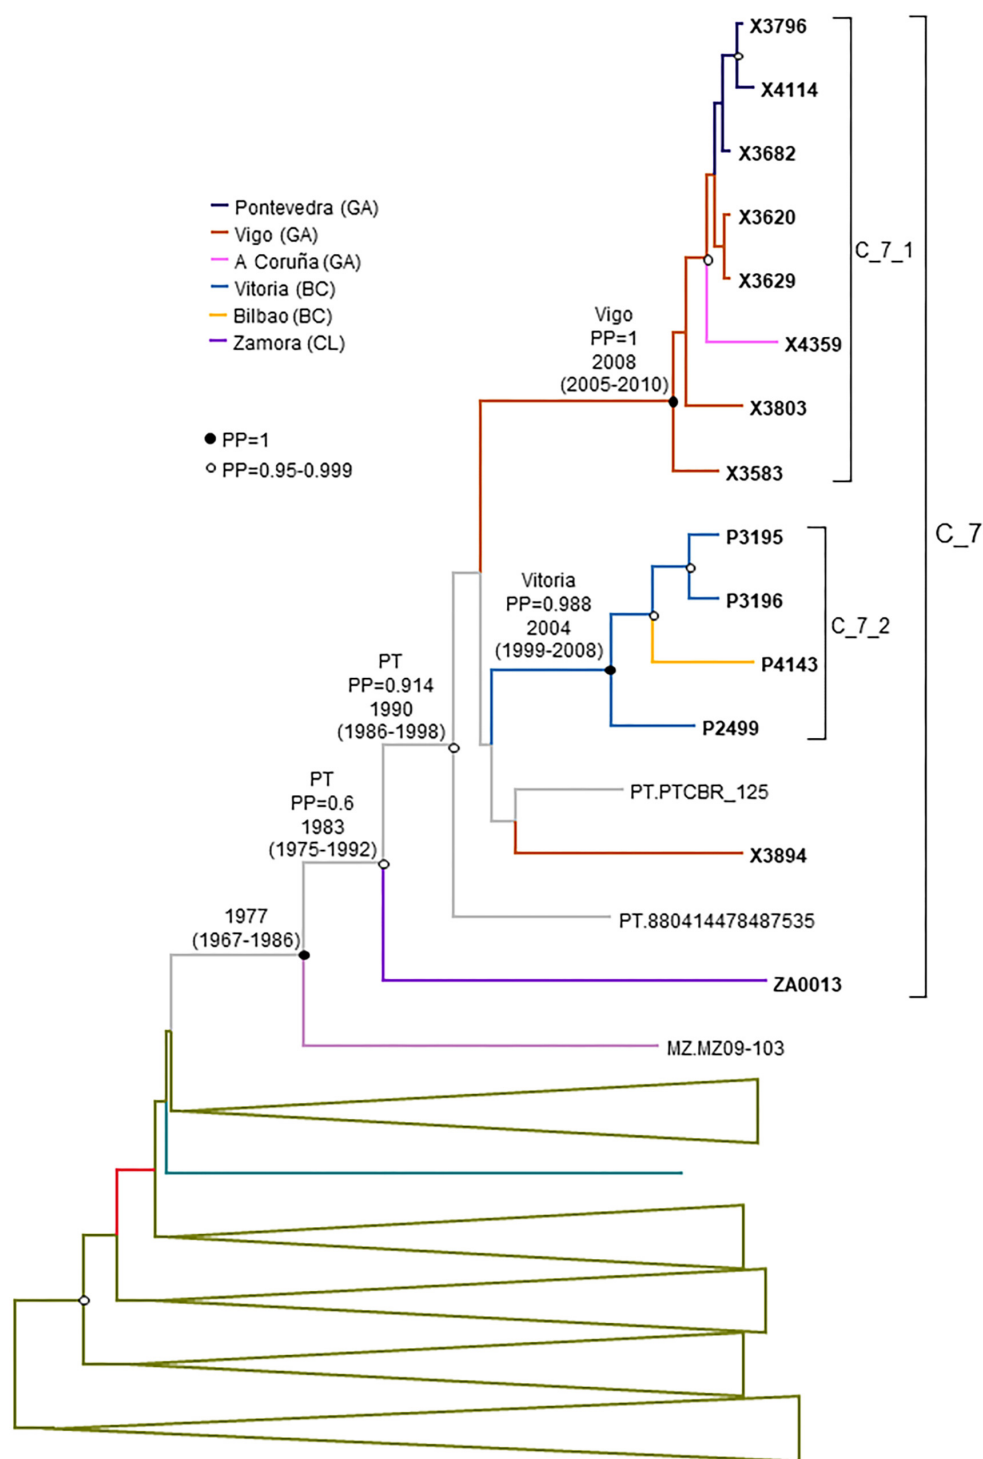 X3796
X4114
X3682
Pontevedra (GA)
Vigo (GA)
A Coruña (GA)
Vitoria (BC)
Bilbao (BC)
Zamora (CL)
X3620
C_7_1
X3629
Vigo
PP=1
2008
(2005-2010)
X4359
X3803
PP=1
PP=0.95-0.999
X3583
C_7
P3195
Vitoria
PP=0.988
2004
(1999-2008)
P3196
C_7_2
P4143
PT
PP=0.914
1990
(1986-1998)
P2499
PT
PP=0.6
1983
(1975-1992)
PT.PTCBR_125
X3894
1977
(1967-1986)
PT.880414478487535
ZA0013
MZ.MZ09-103